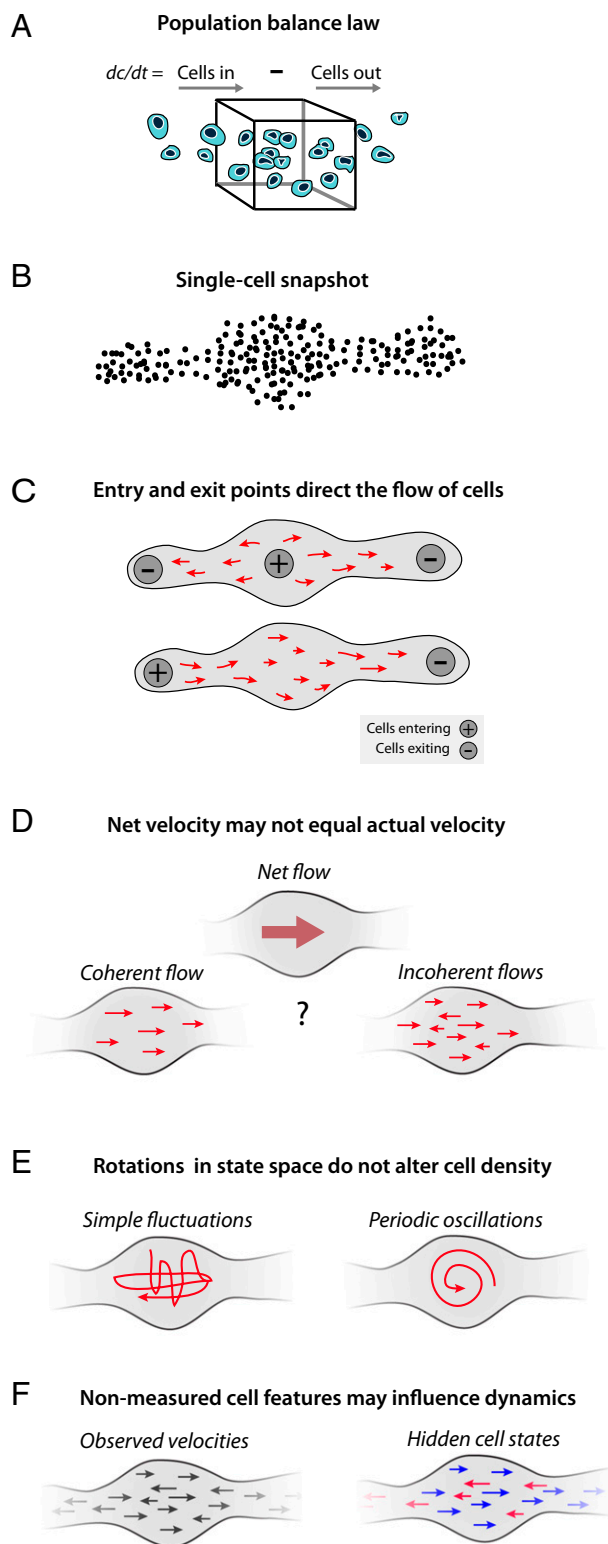 A
Population balance law
dc/dt = Cells in – Cells out
B
Single-cell snapshot
C
Entry and exit points direct the flow of cells
- + -
+ -
Cells entering +
Cells exiting -
D
Net velocity may not equal actual velocity
Net flow
Coherent flow
Incoherent flows
?
E
Rotations in state space do not alter cell density
Simple fluctuations
Periodic oscillations
F
Non-measured cell features may influence dynamics
Observed velocities
Hidden cell states